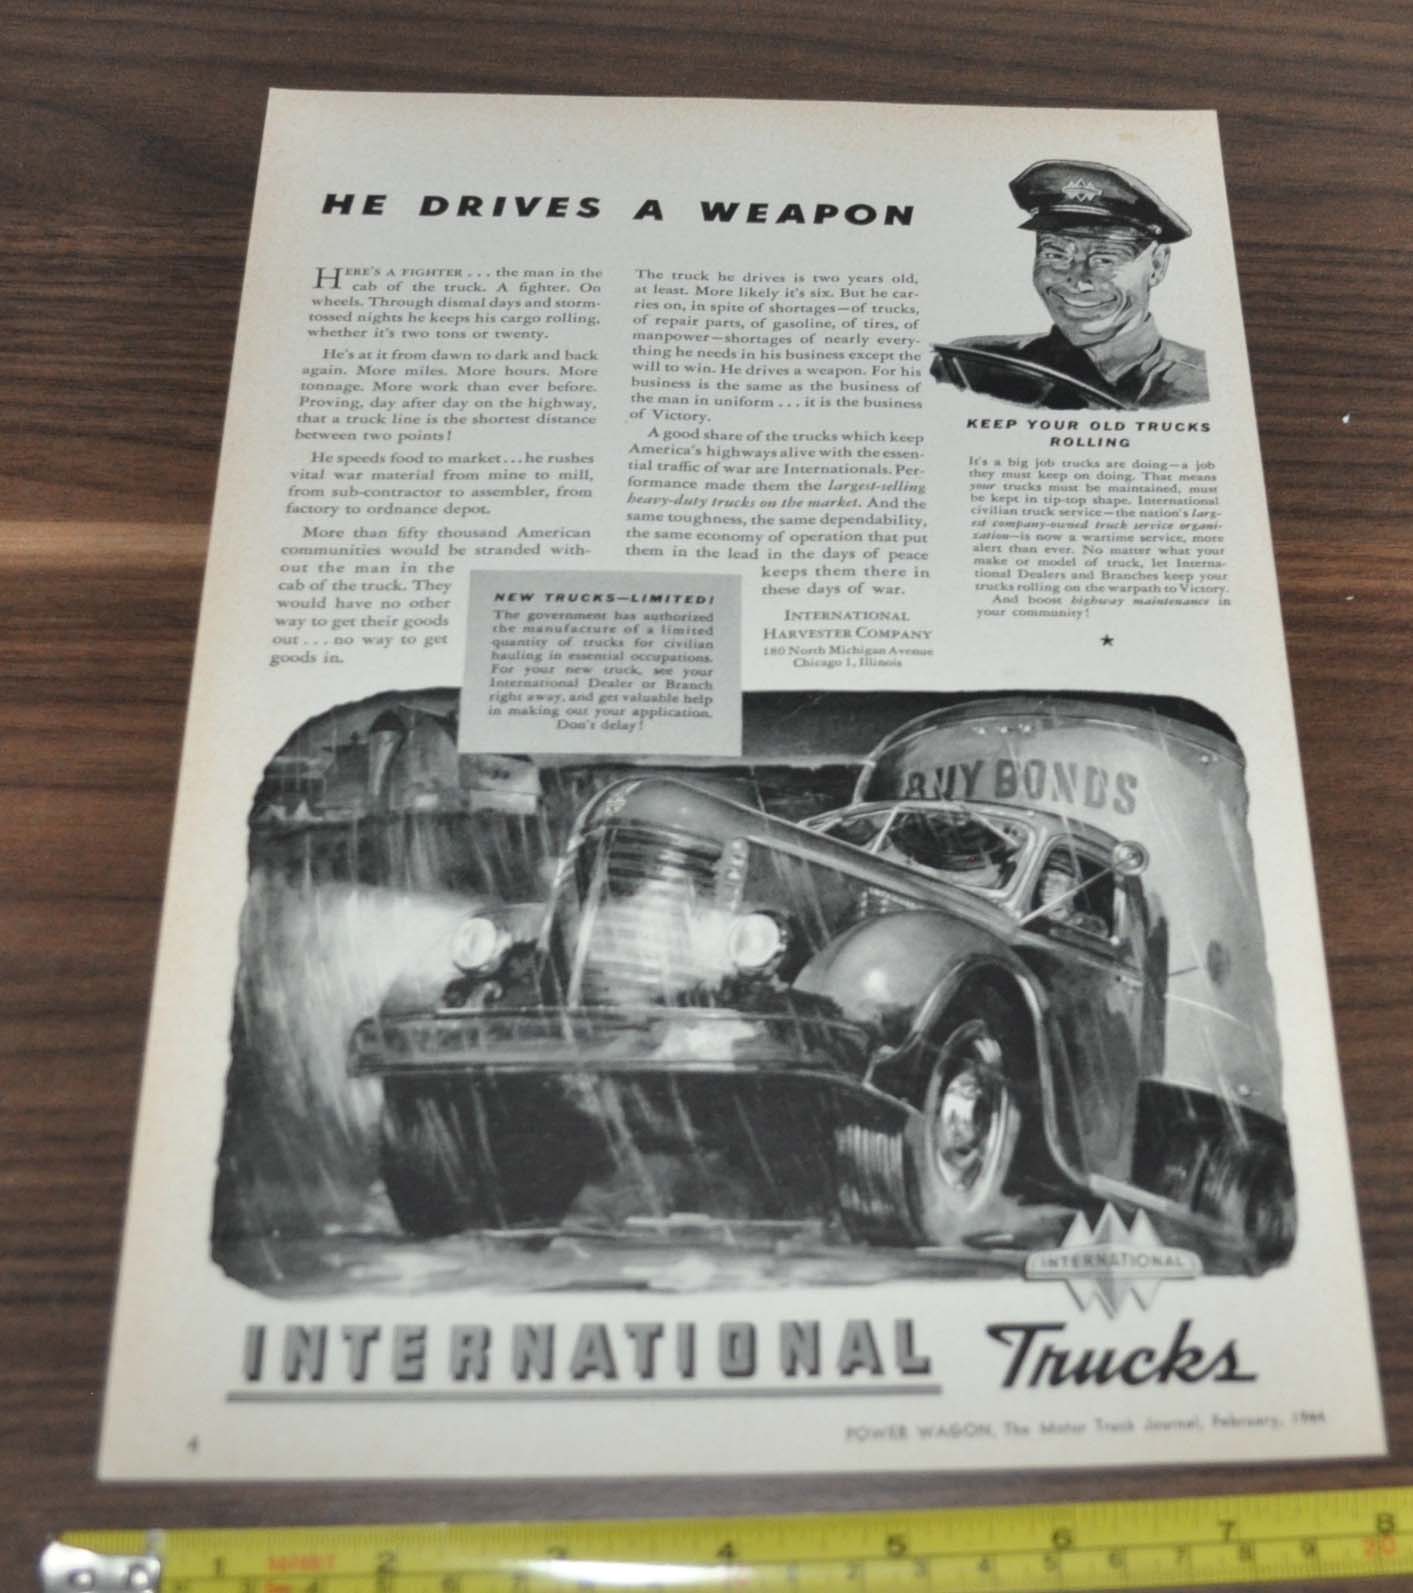 HE DRIVES A WEAPON
HERE'S A FIGHTER . . . the man in the
cab of the truck. A fighter. On
wheels. Through dismal days and storm-
tossed nights he keeps his cargo rolling,
whether it's two tons or twenty.
He's at it from dawn to dark and back
again. More miles. More hours. More
tonnage. More work than ever before.
Proving, day after day on the highway,
that a truck line is the shortest distance
between two points!
He speeds food to market...he rushes
vital war material from mine to mill,
from sub-contractor to assembler, from
factory to ordnance depot.
More than fifty thousand American
communities would be stranded with-
out the man in the
cab of the truck. They
would have no other
way to get their goods
out . . . no way to get
goods in.
The truck he drives is two years old,
at least. More likely it's six. But he car-
ries on, in spite of shortages—of trucks,
of repair parts, of gasoline, of tires, of
manpower—shortages of nearly every-
thing he needs in his business except the
will to win. He drives a weapon. For his
business is the same as the business of
the man in uniform . . . it is the business
of Victory.
A good share of the trucks which keep
America's highways alive with the essen-
tial traffic of war are Internationals. Per-
formance made them the largest-selling
heavy-duty trucks on the market. And the
same toughness, the same dependability,
the same economy of operation that put
them in the lead in the days of peace
keeps them there in
these days of war.
INTERNATIONAL
HARVESTER COMPANY
180 North Michigan Avenue
Chicago 1, Illinois
NEW TRUCKS—LIMITED!
The government has authorized
the manufacture of a limited
quantity of trucks for civilian
hauling in essential occupations.
For your new truck, see your
International Dealer or Branch
right away, and get valuable help
in making out your application.
Don't delay!
KEEP YOUR OLD TRUCKS
ROLLING
It's a big job trucks are doing—a job
they must keep on doing. That means
your trucks must be maintained, must
be kept in tip-top shape. International
civilian truck service—the nation's larg-
est company-owned truck service organi-
zation—is now a wartime service, more
alert than ever. No matter what your
make or model of truck, let Interna-
tional Dealers and Branches keep your
trucks rolling on the warpath to Victory.
And boost highway maintenance in
your community!
★
BUY BONDS
INTERNATIONAL
INTERNATIONAL Trucks
4
POWER WAGON, The Motor Truck Journal, February, 1944
1 2 3 4 5 6 7 8
4 5 6 7 8 9 20